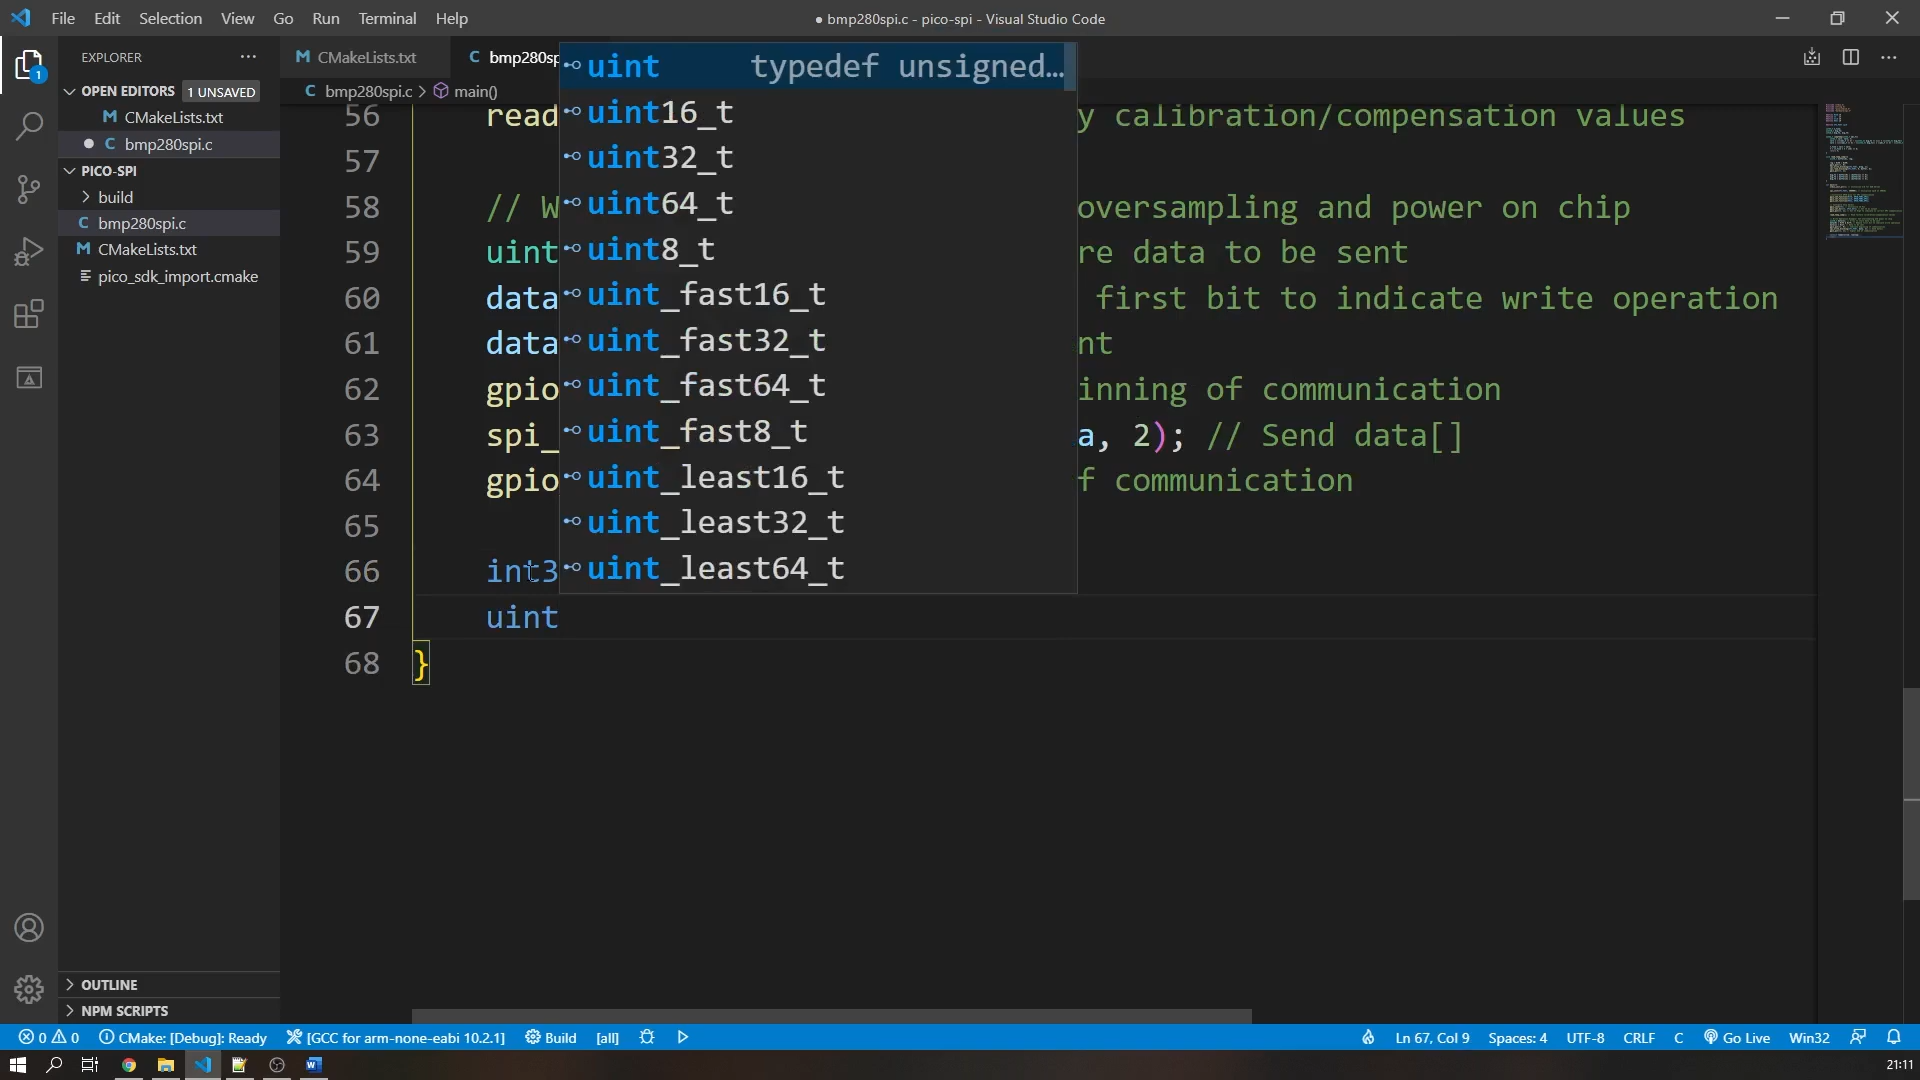 File Edit Selection View Go Run Terminal Help
● bmp280spi.c - pico-spi - Visual Studio Code
EXPLORER
OPEN EDITORS 1 UNSAVED
M CMakeLists.txt
● C bmp280spi.c
PICO-SPI
build
C bmp280spi.c
M CMakeLists.txt
pico_sdk_import.cmake
OUTLINE
NPM SCRIPTS
M CMakeLists.txt
C bmp280sp
C bmp280spi.c > main()
56 read y calibration/compensation values
57
58 // W oversampling and power on chip
59 uint re data to be sent
60 data first bit to indicate write operation
61 data nt
62 gpio inning of communication
63 spi_ a, 2); // Send data[]
64 gpio f communication
65
66 int3
67 uint
68 }
uint typedef unsigned…
uint16_t
uint32_t
uint64_t
uint8_t
uint_fast16_t
uint_fast32_t
uint_fast64_t
uint_fast8_t
uint_least16_t
uint_least32_t
uint_least64_t
0 0 CMake: [Debug]: Ready [GCC for arm-none-eabi 10.2.1] Build [all] Ln 67, Col 9 Spaces: 4 UTF-8 CRLF C Go Live Win32
21:11